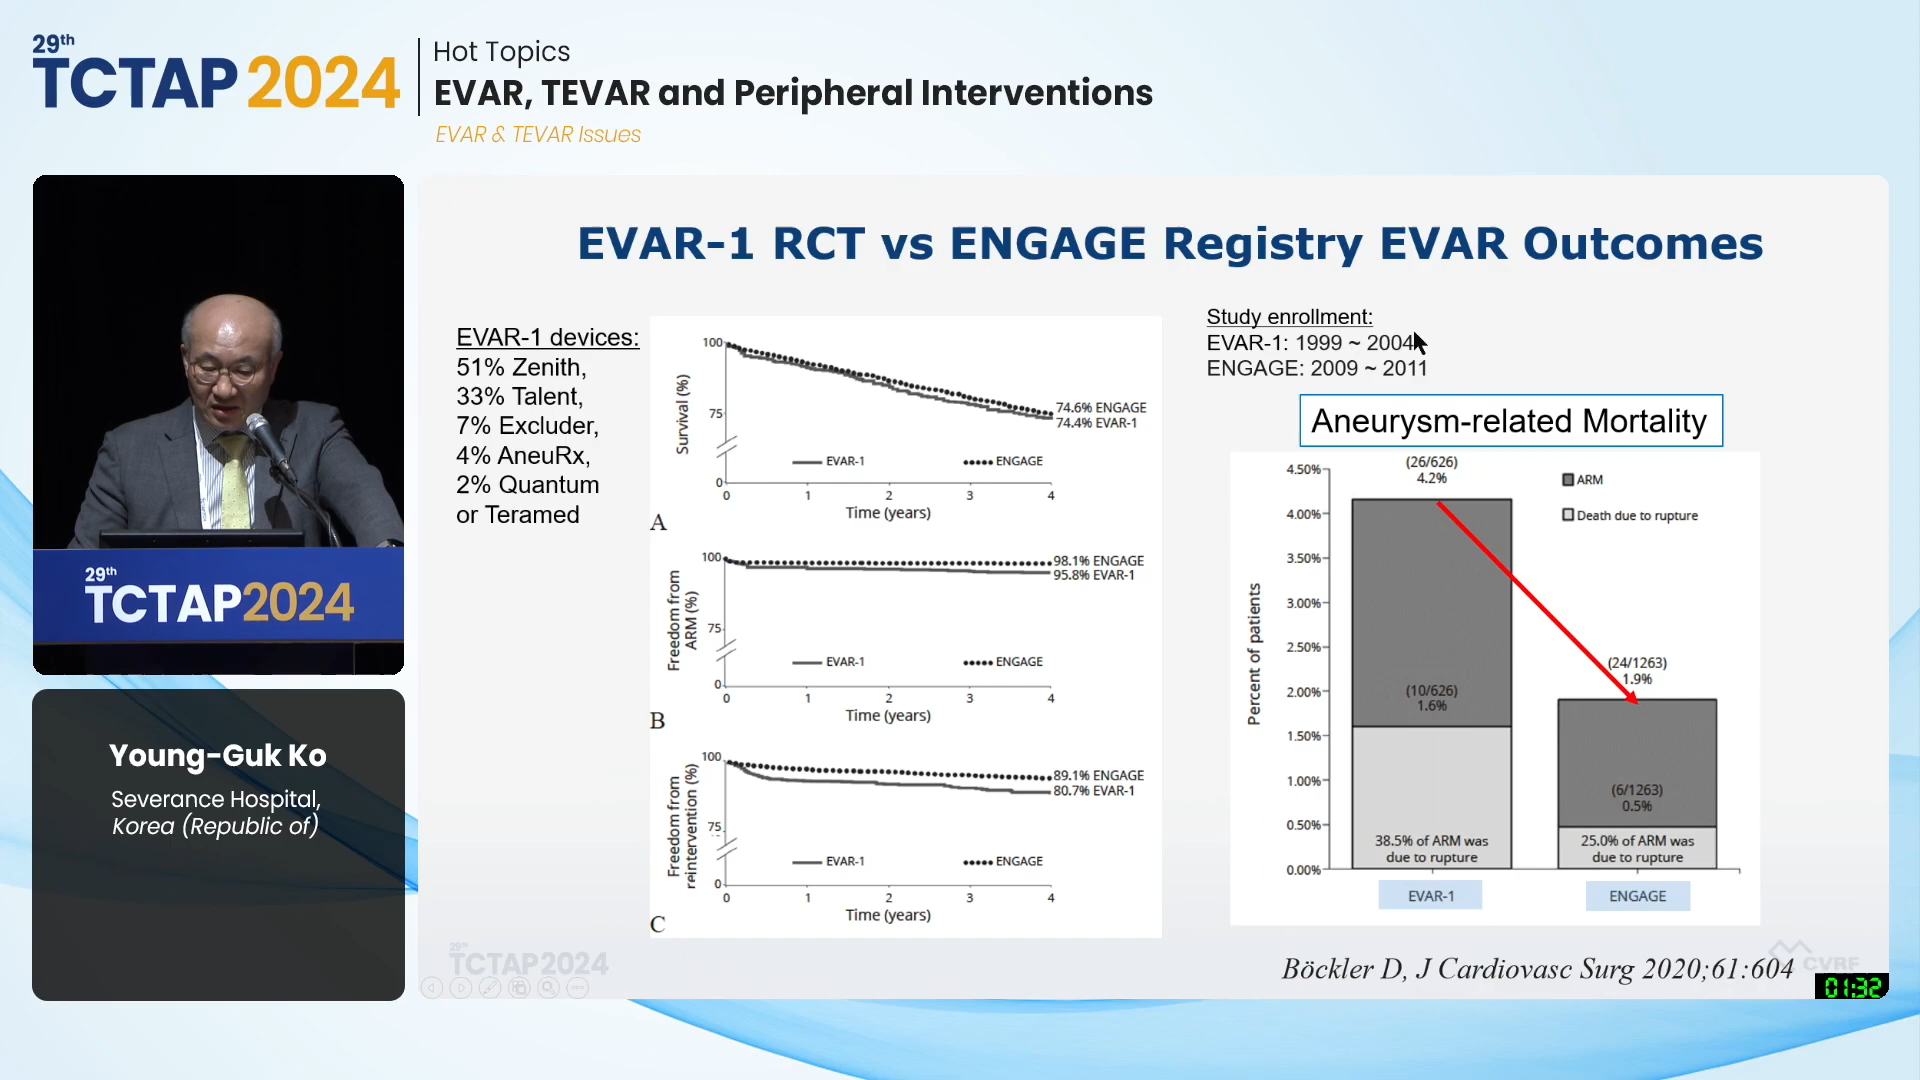 29th
TCTAP 2024
Hot Topics
EVAR, TEVAR and Peripheral Interventions
EVAR & TEVAR Issues
29th
TCTAP2024
Young-Guk Ko
Severance Hospital,
Korea (Republic of)
EVAR-1 RCT vs ENGAGE Registry EVAR Outcomes
EVAR-1 devices:
51% Zenith,
33% Talent,
7% Excluder,
4% AneuRx,
2% Quantum
or Teramed
100
75
0
Survival (%)
74.6% ENGAGE
74.4% EVAR-1
EVAR-1 ENGAGE
0 1 2 3 4
Time (years)
A
100
75
0
Freedom from
ARM (%)
98.1% ENGAGE
95.8% EVAR-1
EVAR-1 ENGAGE
0 1 2 3 4
Time (years)
B
100
75
0
Freedom from
reintervention (%)
89.1% ENGAGE
80.7% EVAR-1
EVAR-1 ENGAGE
0 1 2 3 4
Time (years)
C
Study enrollment:
EVAR-1: 1999 ~ 2004
ENGAGE: 2009 ~ 2011
Aneurysm-related Mortality
Percent of patients
4.50%
4.00%
3.50%
3.00%
2.50%
2.00%
1.50%
1.00%
0.50%
0.00%
(26/626)
4.2%
ARM
Death due to rupture
(10/626)
1.6%
38.5% of ARM was
due to rupture
(24/1263)
1.9%
(6/1263)
0.5%
25.0% of ARM was
due to rupture
EVAR-1 ENGAGE
Böckler D, J Cardiovasc Surg 2020;61:604
29th
TCTAP2024
CVRF
01:32